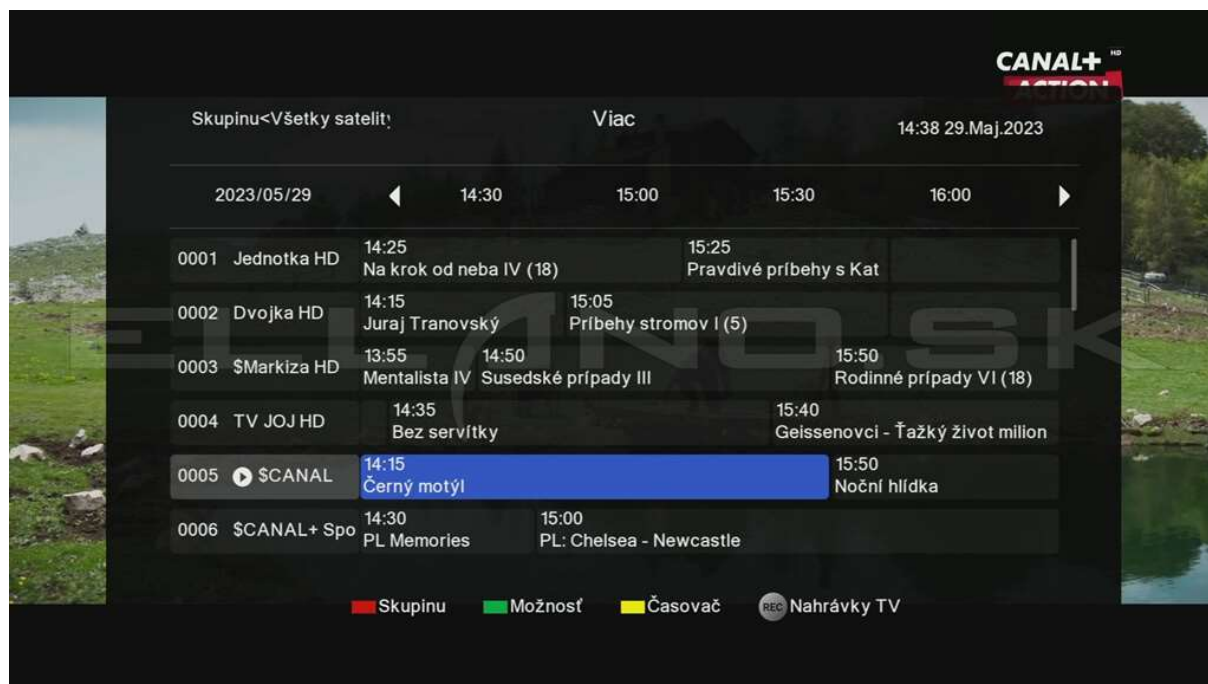 CANAL+ HD
ACTION
Skupinu<Všetky satelity
Viac
14:38 29.Maj.2023
2023/05/29 14:30 15:00 15:30 16:00
0001 Jednotka HD
14:25
Na krok od neba IV (18)
15:25
Pravdivé príbehy s Kat
0002 Dvojka HD
14:15
Juraj Tranovský
15:05
Príbehy stromov I (5)
0003 $Markiza HD
13:55
Mentalista IV
14:50
Susedské prípady III
15:50
Rodinné prípady VI (18)
0004 TV JOJ HD
14:35
Bez servítky
15:40
Geissenovci - Ťažký život milion
0005 $CANAL
14:15
Černý motýl
15:50
Noční hlídka
0006 $CANAL+ Spo
14:30
PL Memories
15:00
PL: Chelsea - Newcastle
Skupinu Možnosť Časovač REC Nahrávky TV
ELLANO.SK